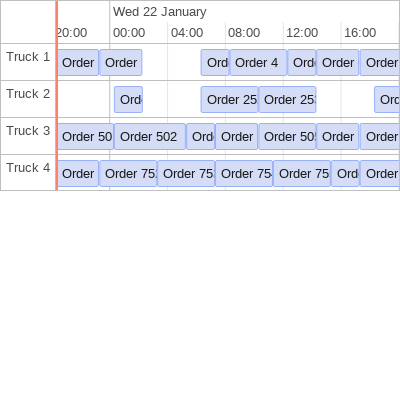 Wed 22 January
20:00 00:00 04:00 08:00 12:00 16:00
Truck 1 Order Order Ord Order 4 Ord Order Order
Truck 2 Ord Order 25 Order 25 Ord
Truck 3 Order 50 Order 502 Ord Order Order 505 Order Order
Truck 4 Order Order 75 Order 75 Order 75 Order 75 Ord Order